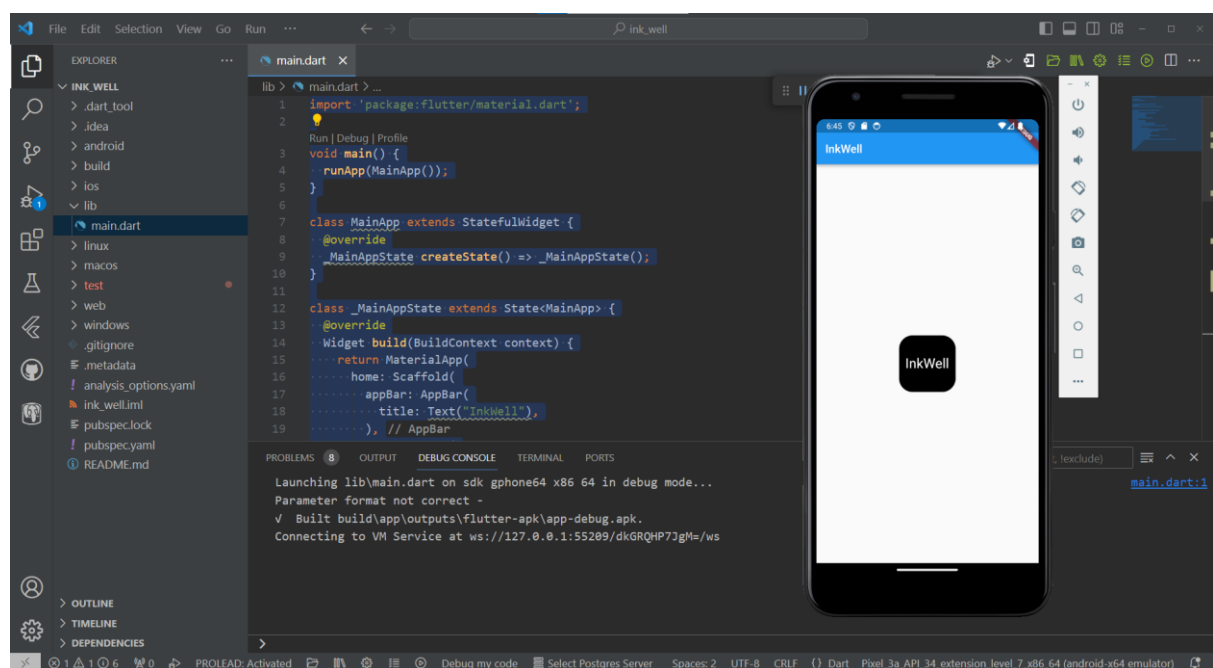 File Edit Selection View Go Run ··· ink_well
EXPLORER ···
INK_WELL
.dart_tool
.idea
android
build
ios
lib
main.dart
linux
macos
test
web
windows
.gitignore
.metadata
analysis_options.yaml
ink_well.iml
pubspec.lock
pubspec.yaml
README.md
OUTLINE
TIMELINE
DEPENDENCIES
main.dart
lib > main.dart > ...
1 import 'package:flutter/material.dart';
2
Run | Debug | Profile
3 void main() {
4 runApp(MainApp());
5 }
6
7 class MainApp extends StatefulWidget {
8 @override
9 _MainAppState createState() => _MainAppState();
10 }
11
12 class _MainAppState extends State<MainApp> {
13 @override
14 Widget build(BuildContext context) {
15 return MaterialApp(
16 home: Scaffold(
17 appBar: AppBar(
18 title: Text("InkWell"),
19 ), // AppBar
PROBLEMS 8 OUTPUT DEBUG CONSOLE TERMINAL PORTS
!exclude)
Launching lib\main.dart on sdk gphone64 x86 64 in debug mode...
main.dart:1
Parameter format not correct -
√ Built build\app\outputs\flutter-apk\app-debug.apk.
Connecting to VM Service at ws://127.0.0.1:55209/dkGRQHP7JgM=/ws
>
6:45
InkWell
InkWell
1 1 6 0 PROLEAD: Activated Debug my code Select Postgres Server Spaces: 2 UTF-8 CRLF {} Dart Pixel 3a API 34 extension level 7 x86 64 (android-x64 emulator)